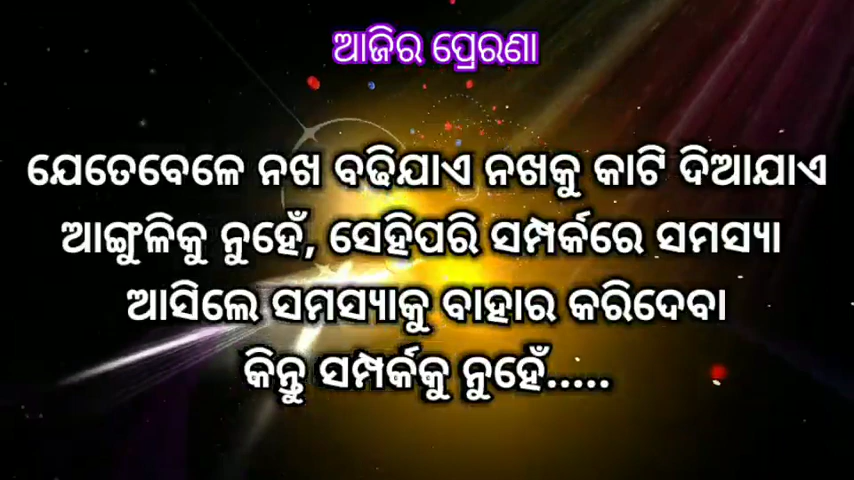 ଆଜିର ପ୍ରେରଣା
ଯେତେବେଳେ ନଖ ବଢିଯାଏ ନଖକୁ କାଟି ଦିଆଯାଏ
ଆଙ୍ଗୁଳିକୁ ନୁହେଁ, ସେହିପରି ସମ୍ପର୍କରେ ସମସ୍ୟା
ଆସିଲେ ସମସ୍ୟାକୁ ବାହାର କରିଦେବା
କିନ୍ତୁ ସମ୍ପର୍କକୁ ନୁହେଁ.....